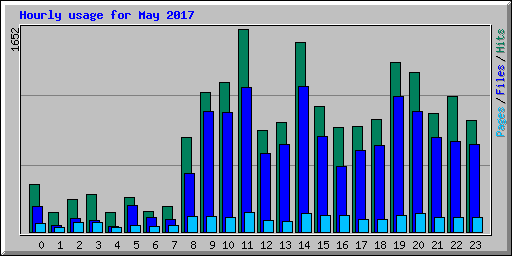 Hourly usage for May 2017
1652
Pages/Files/Hits
0 1 2 3 4 5 6 7 8 9 10 11 12 13 14 15 16 17 18 19 20 21 22 23